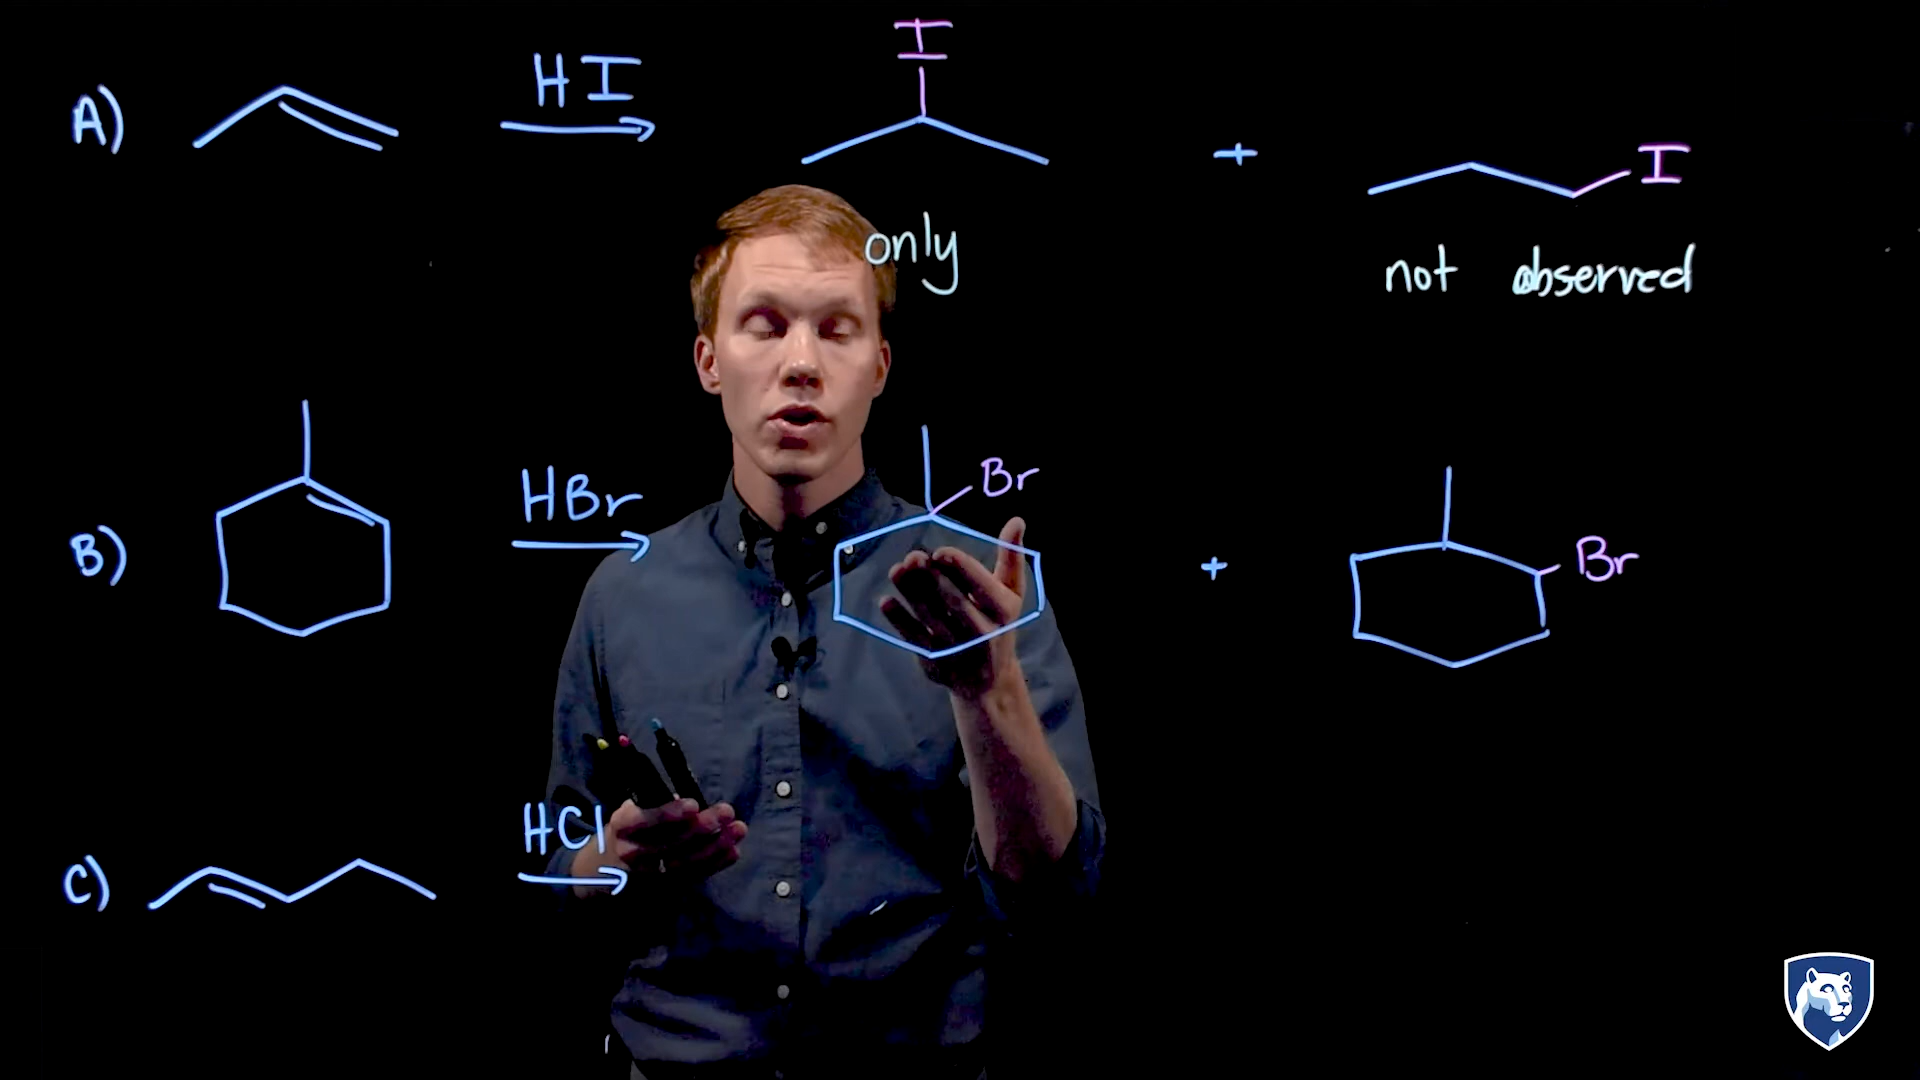 A) HI I + I
only not observed
B) HBr Br + Br
C) HCl